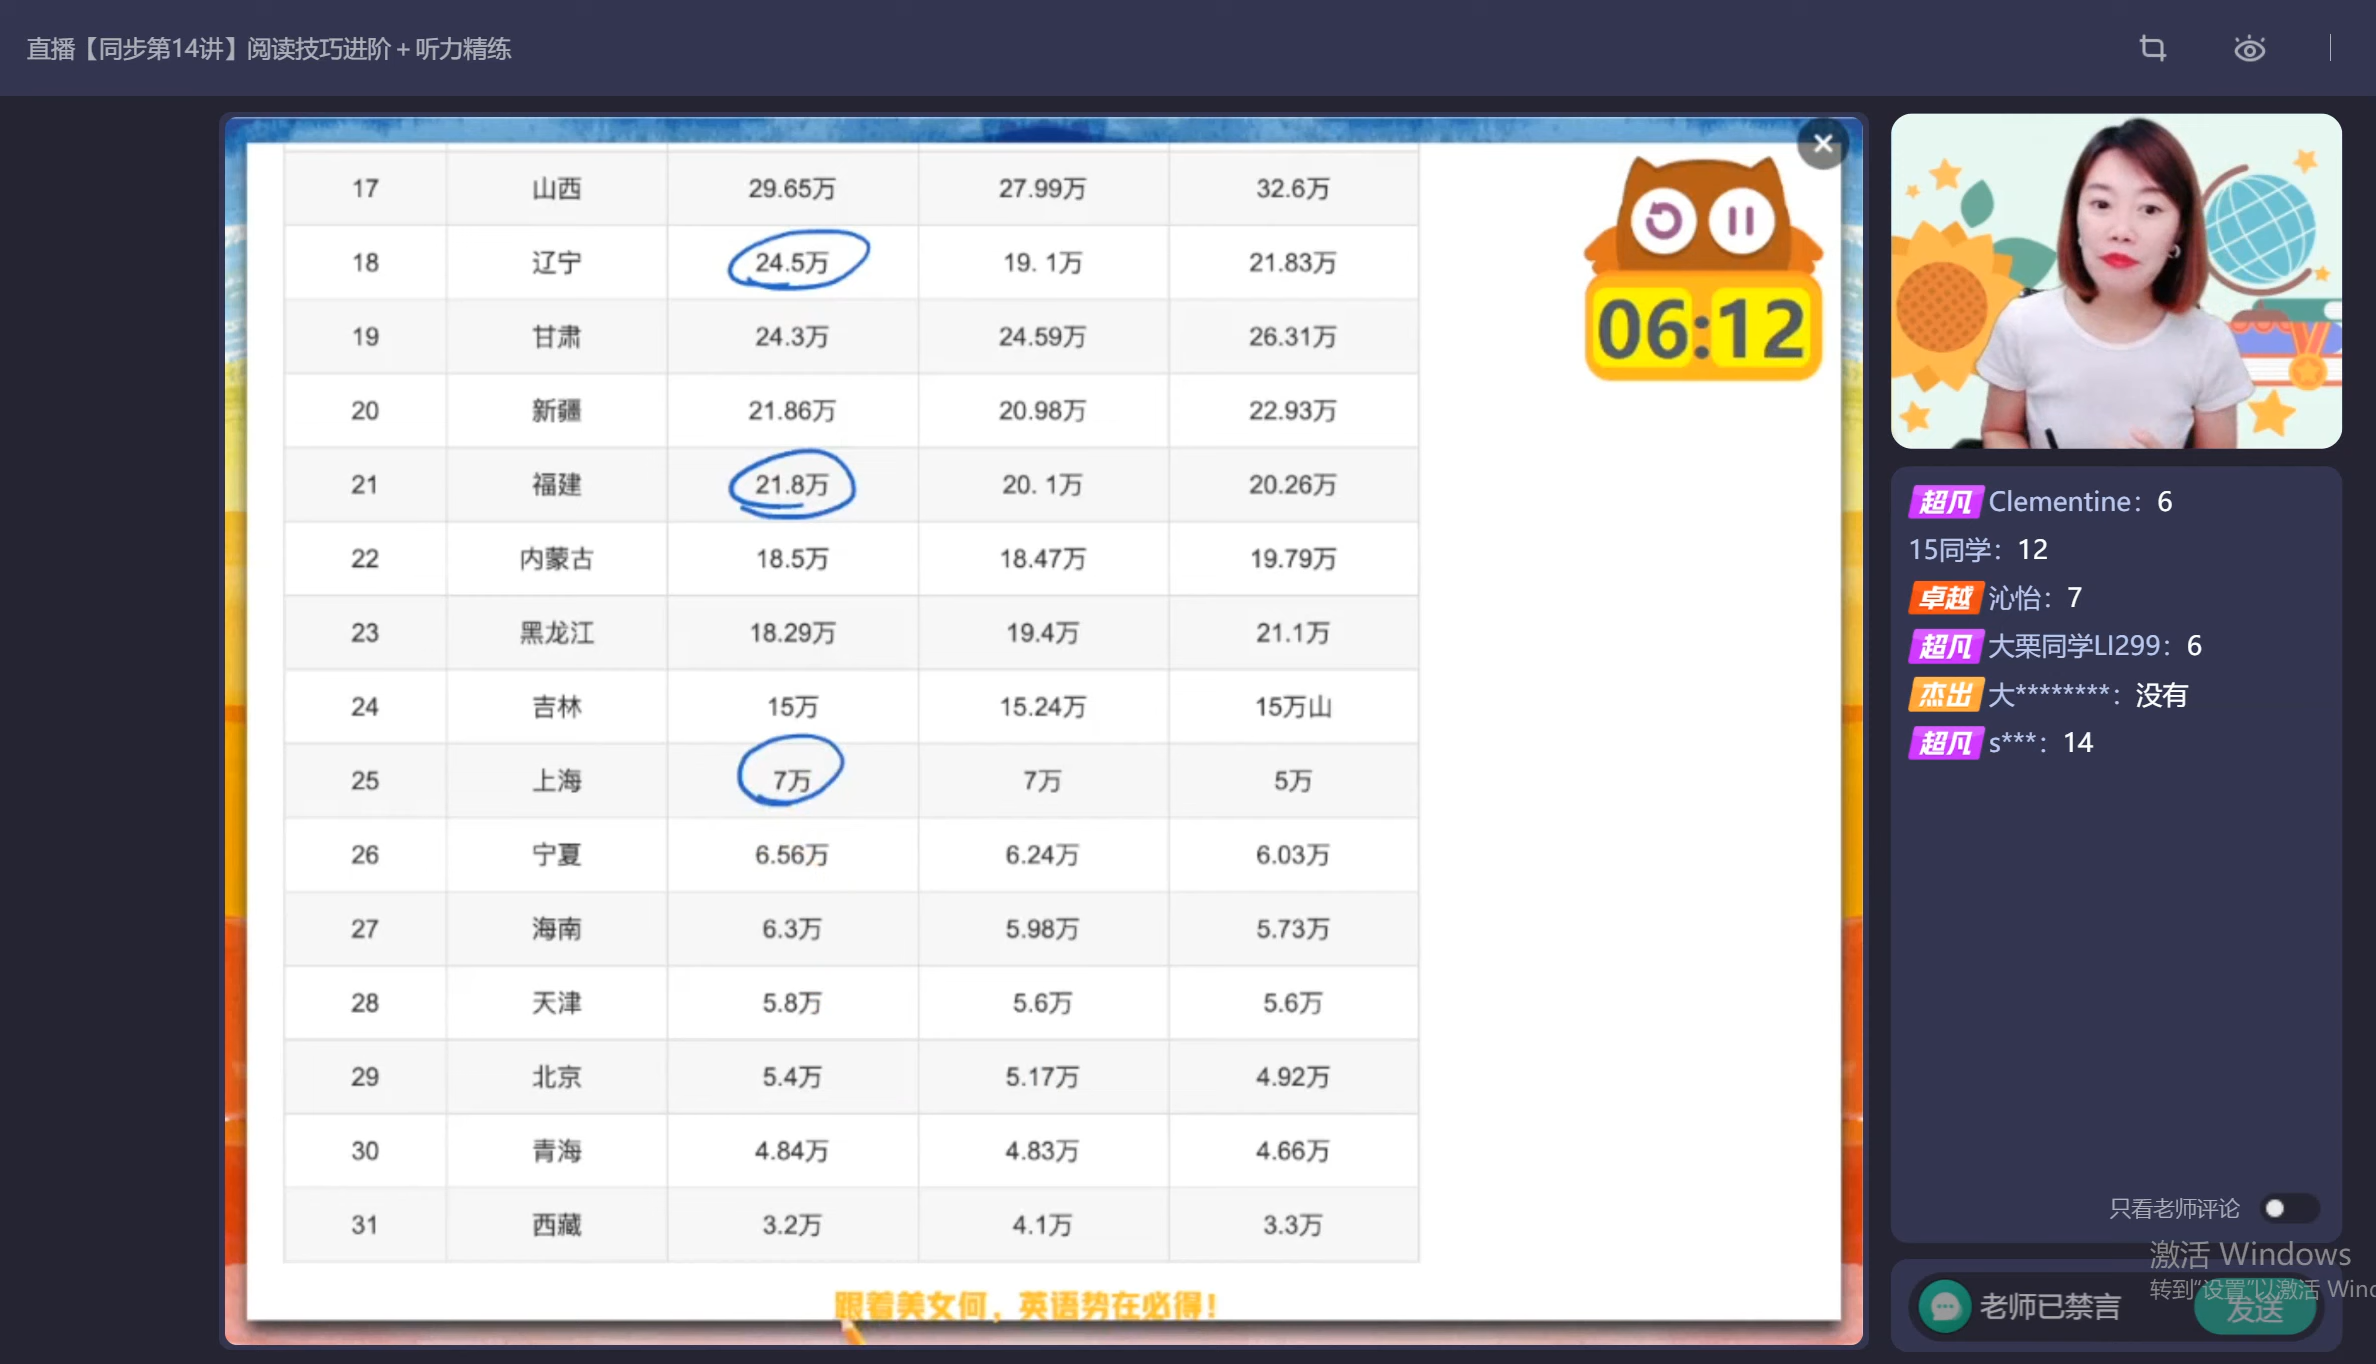 直播【同步第14讲】阅读技巧进阶+听力精练
17 山西 29.65万 27.99万 32.6万
18 辽宁 24.5万 19. 1万 21.83万
19 甘肃 24.3万 24.59万 26.31万
20 新疆 21.86万 20.98万 22.93万
21 福建 21.8万 20. 1万 20.26万
22 内蒙古 18.5万 18.47万 19.79万
23 黑龙江 18.29万 19.4万 21.1万
24 吉林 15万 15.24万 15万山
25 上海 7万 7万 5万
26 宁夏 6.56万 6.24万 6.03万
27 海南 6.3万 5.98万 5.73万
28 天津 5.8万 5.6万 5.6万
29 北京 5.4万 5.17万 4.92万
30 青海 4.84万 4.83万 4.66万
31 西藏 3.2万 4.1万 3.3万
跟着美女何，英语势在必得！
06:12
超凡 Clementine：6
15同学：12
卓越 沁怡：7
超凡 大栗同学LI299：6
杰出 大********：没有
超凡 s***：14
只看老师评论
激活 Windows
转到"设置"以激活 Winc
老师已禁言
发送